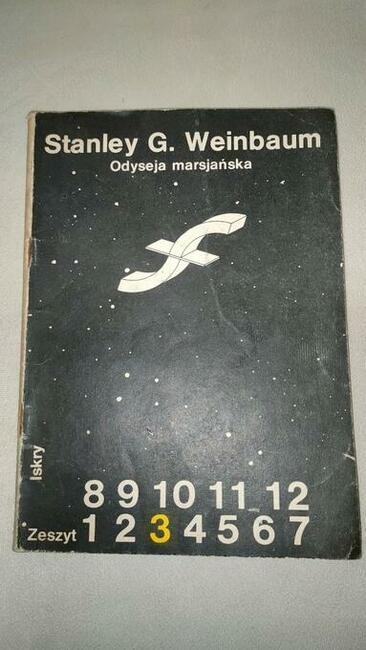 Stanley G. Weinbaum
Odyseja marsjańska
Iskry
8 9 10 11 12
Zeszyt 1 2 3 4 5 6 7